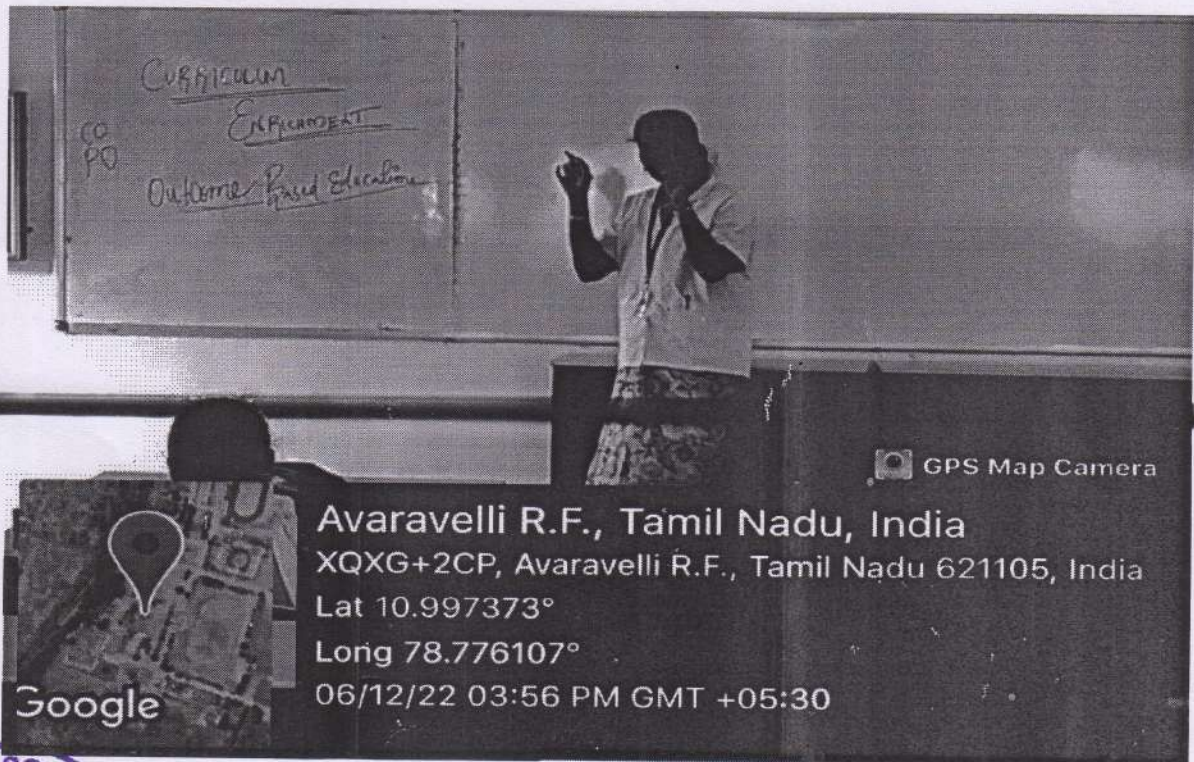 CURRICULUM
ENRICHMENT
CO
PO
Outcome Based Education
GPS Map Camera
Avaravelli R.F., Tamil Nadu, India
XQXG+2CP, Avaravelli R.F., Tamil Nadu 621105, India
Lat 10.997373°
Long 78.776107°
06/12/22 03:56 PM GMT +05:30
Google